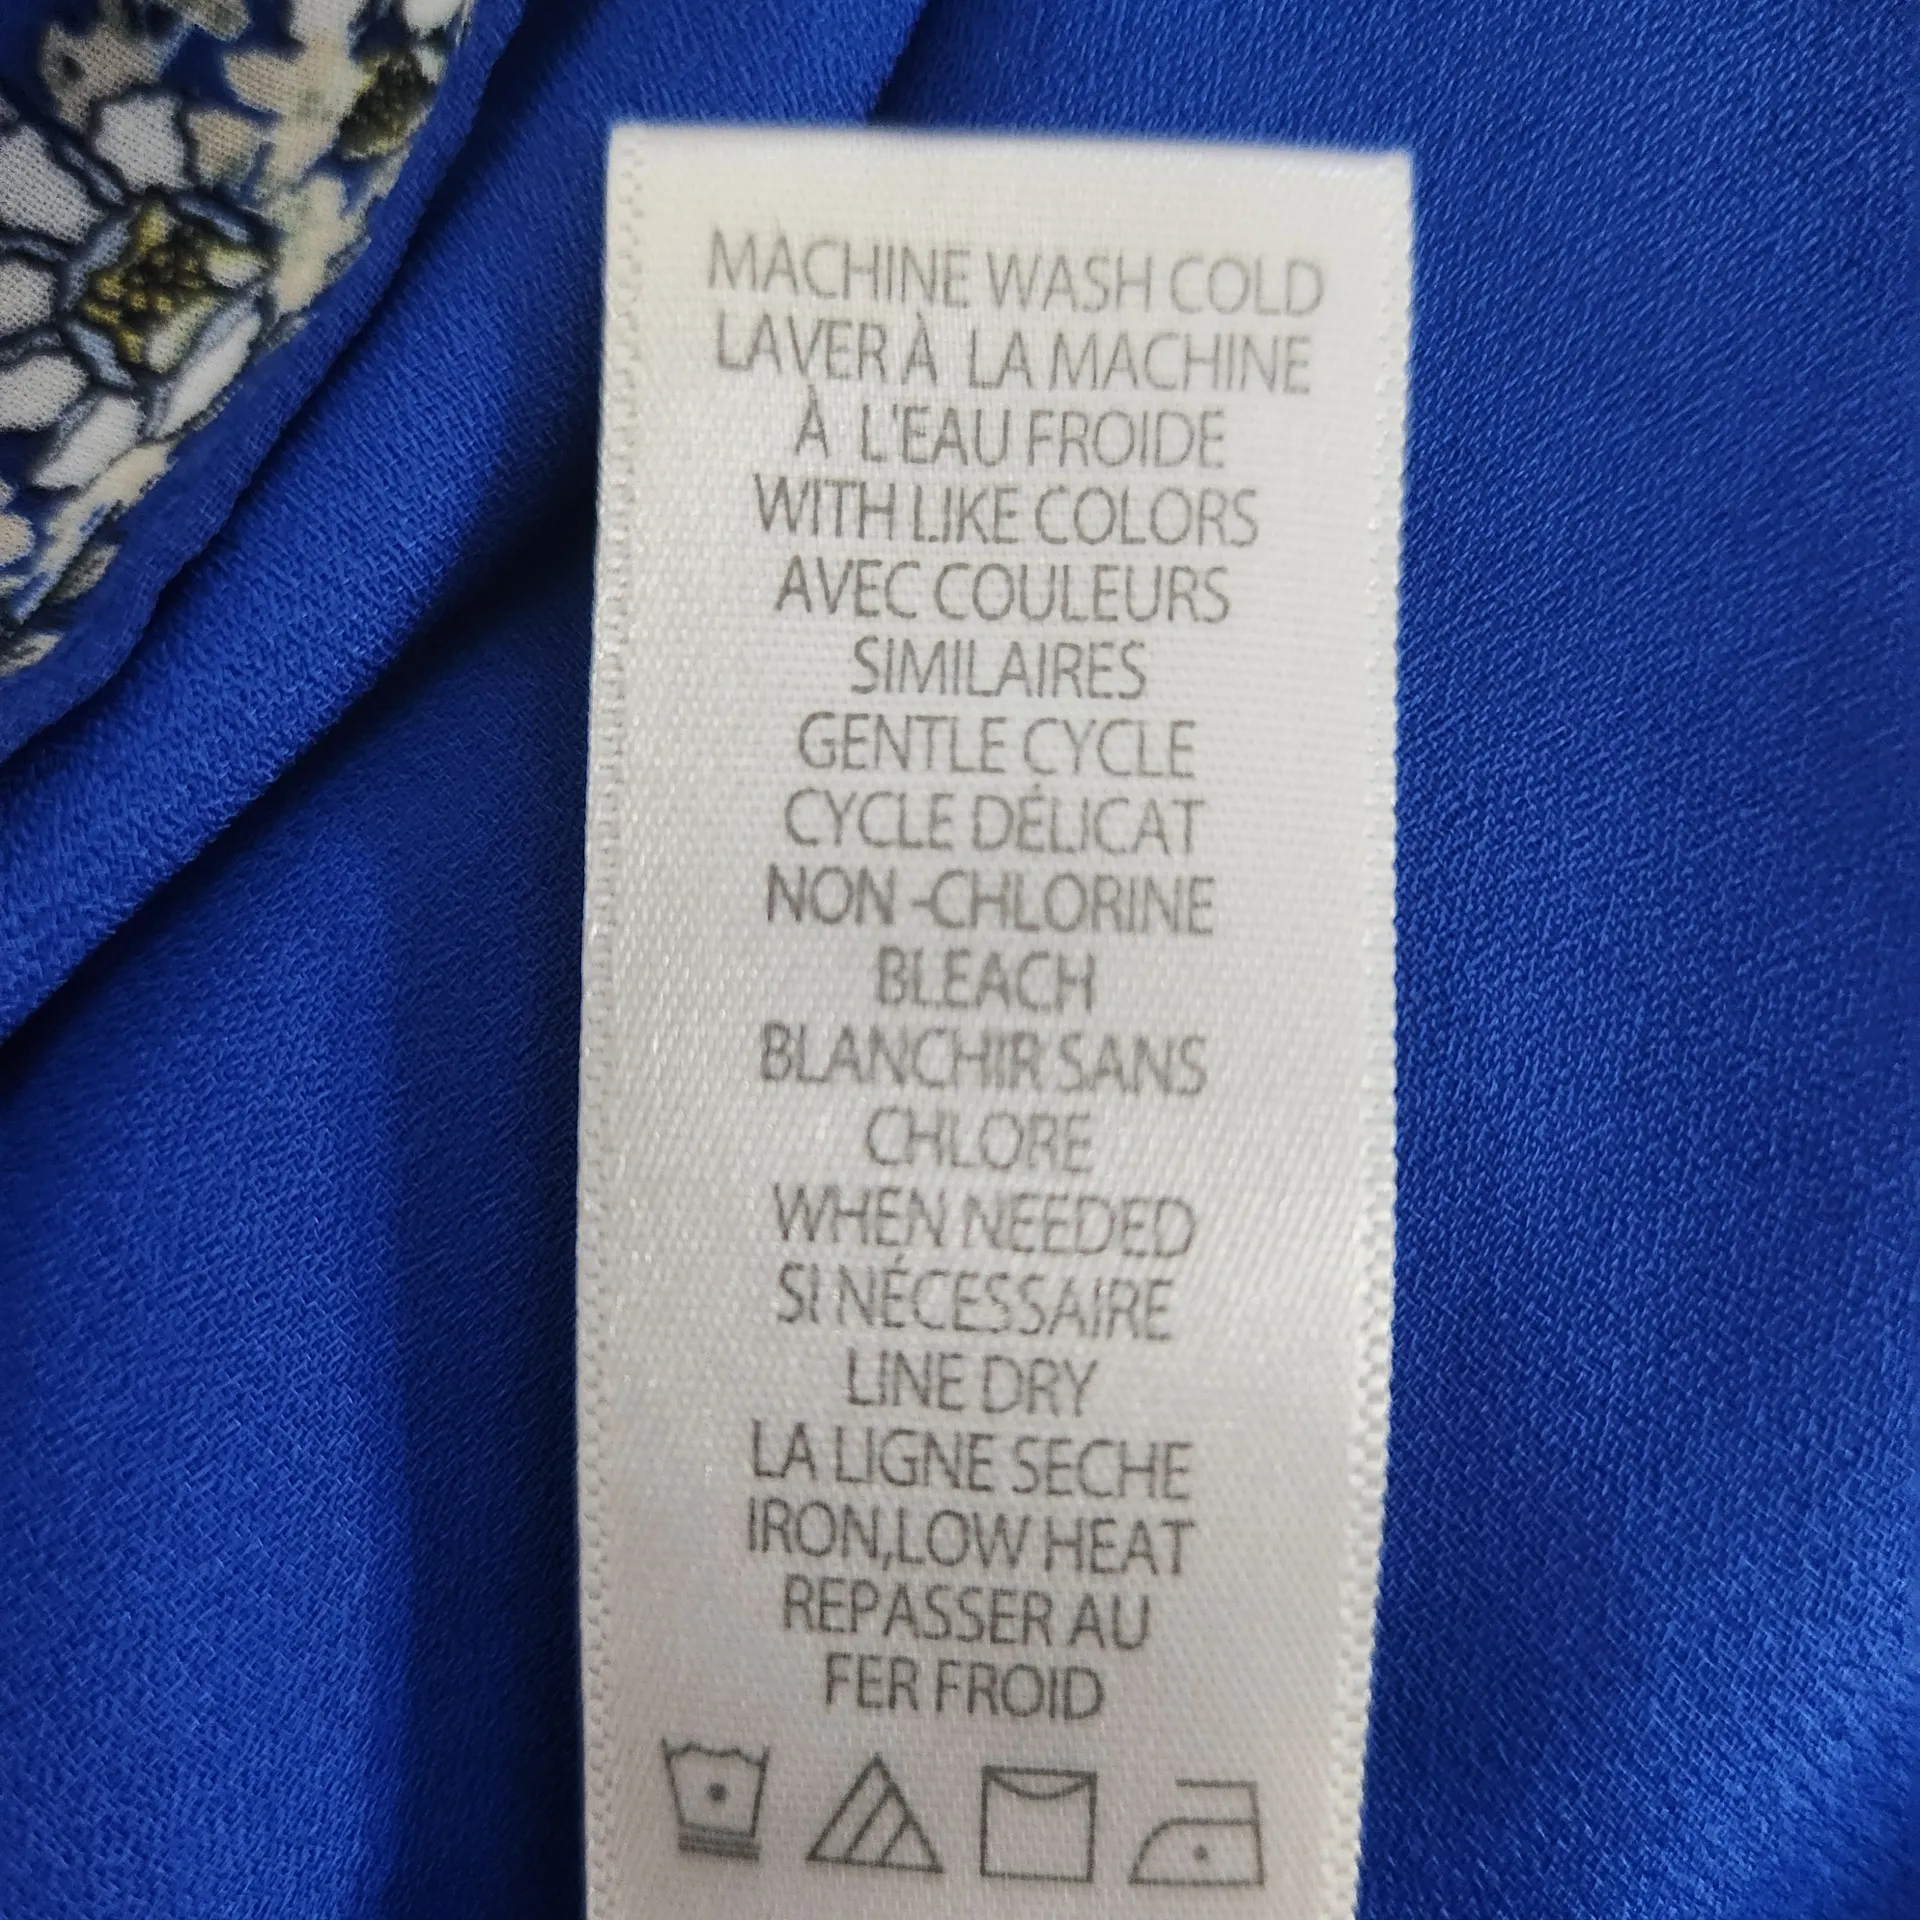 MACHINE WASH COLD
LAVER À LA MACHINE
À L'EAU FROIDE
WITH LIKE COLORS
AVEC COULEURS
SIMILAIRES
GENTLE CYCLE
CYCLE DÉLICAT
NON-CHLORINE
BLEACH
BLANCHIR SANS
CHLORE
WHEN NEEDED
SI NÉCESSAIRE
LINE DRY
LA LIGNE SECHE
IRON,LOW HEAT
REPASSER AU
FER FROID